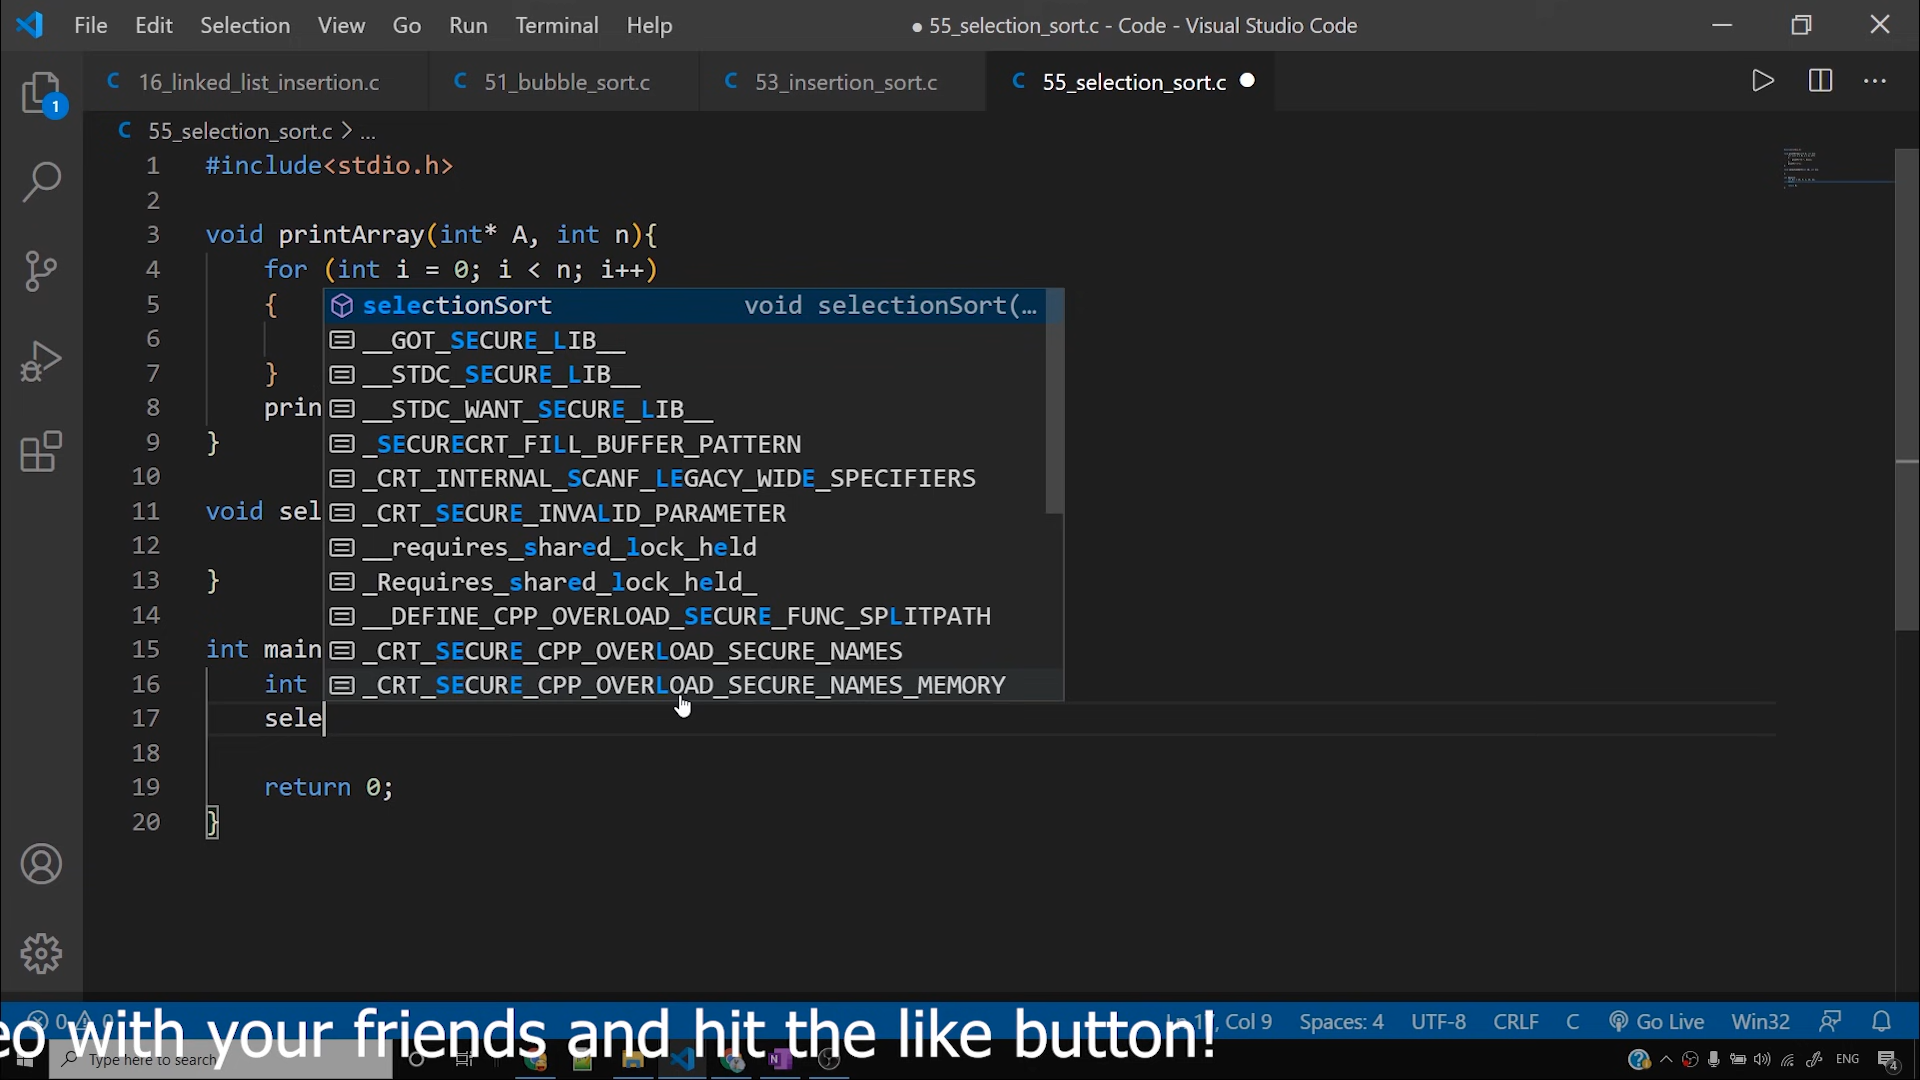 File Edit Selection View Go Run Terminal Help ● 55_selection_sort.c - Code - Visual Studio Code
C 16_linked_list_insertion.c C 51_bubble_sort.c C 53_insertion_sort.c C 55_selection_sort.c ●
1
C 55_selection_sort.c > ...
1 #include<stdio.h>
2
3 void printArray(int* A, int n){
4 for (int i = 0; i < n; i++)
5 {
selectionSort void selectionSort(…
6
__GOT_SECURE_LIB__
7 }
__STDC_SECURE_LIB__
8 prin
__STDC_WANT_SECURE_LIB__
9 }
_SECURECRT_FILL_BUFFER_PATTERN
10
_CRT_INTERNAL_SCANF_LEGACY_WIDE_SPECIFIERS
11 void sel
_CRT_SECURE_INVALID_PARAMETER
12
__requires_shared_lock_held
13 }
_Requires_shared_lock_held_
14
__DEFINE_CPP_OVERLOAD_SECURE_FUNC_SPLITPATH
15 int main
_CRT_SECURE_CPP_OVERLOAD_SECURE_NAMES
16 int
_CRT_SECURE_CPP_OVERLOAD_SECURE_NAMES_MEMORY
17 sele
18
19 return 0;
20 }
0 0 Col 9 Spaces: 4 UTF-8 CRLF C Go Live Win32
eo with your friends and hit the like button!
Type here to search ENG 4